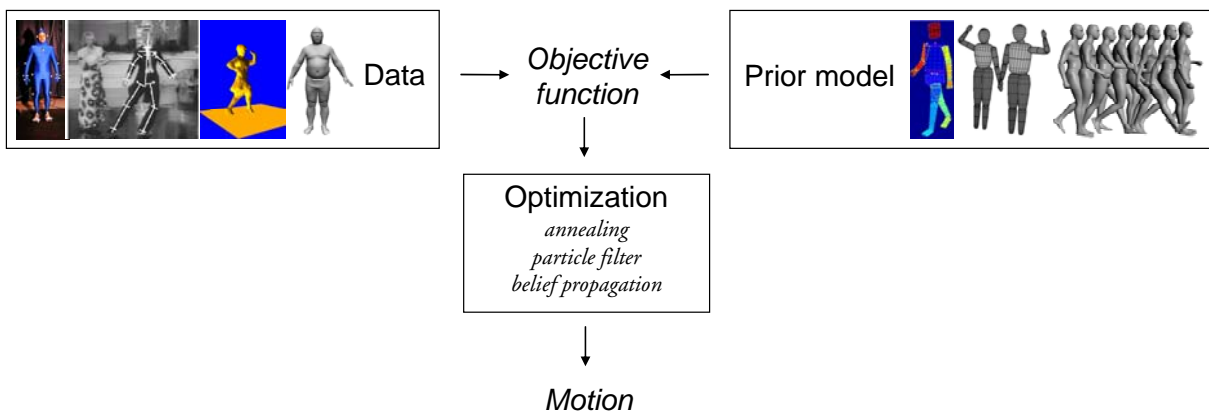 Data
Objective
function
Prior model
Optimization
annealing
particle filter
belief propagation
Motion